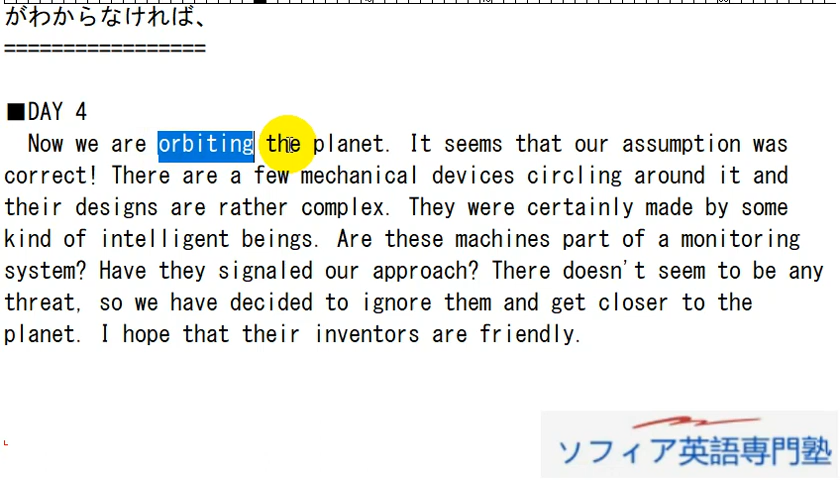 がわからなければ、
=================
■DAY 4
Now we are orbiting the planet. It seems that our assumption was
correct! There are a few mechanical devices circling around it and
their designs are rather complex. They were certainly made by some
kind of intelligent beings. Are these machines part of a monitoring
system? Have they signaled our approach? There doesn't seem to be any
threat, so we have decided to ignore them and get closer to the
planet. I hope that their inventors are friendly.
ソフィア英語専門塾